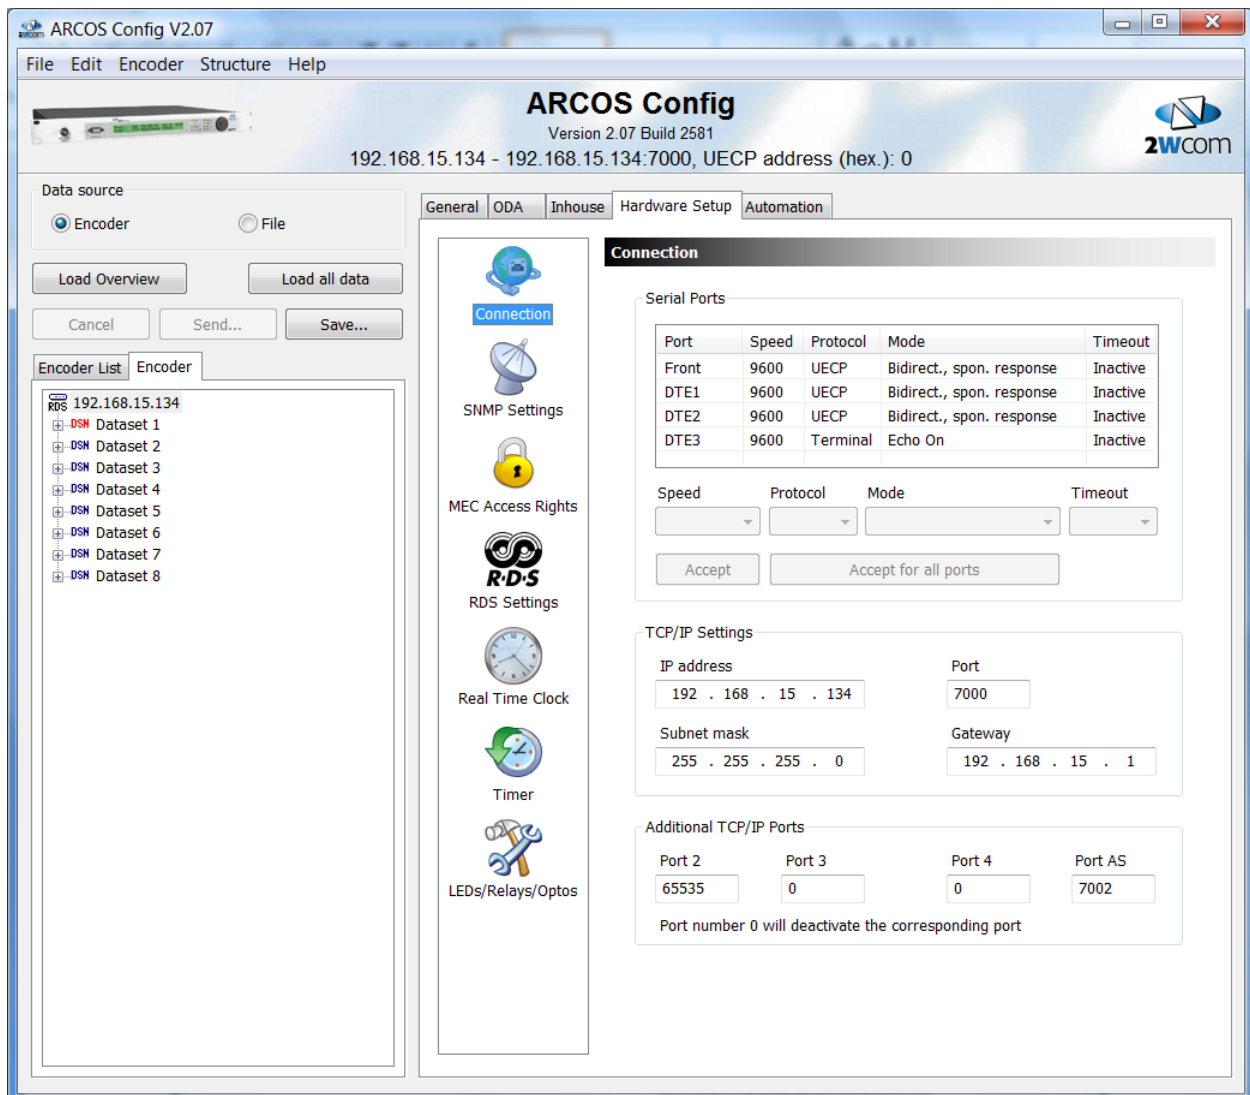 ARCOS Config V2.07
File Edit Encoder Structure Help
ARCOS Config
Version 2.07 Build 2581
192.168.15.134 - 192.168.15.134:7000, UECP address (hex.): 0
2wcom
Data source
Encoder File
Load Overview Load all data
Cancel Send... Save...
Encoder List Encoder
RDS 192.168.15.134
DSN Dataset 1
DSN Dataset 2
DSN Dataset 3
DSN Dataset 4
DSN Dataset 5
DSN Dataset 6
DSN Dataset 7
DSN Dataset 8
General ODA Inhouse Hardware Setup Automation
Connection
SNMP Settings
MEC Access Rights
R·D·S
RDS Settings
Real Time Clock
Timer
LEDs/Relays/Optos
Connection
Serial Ports
Port Speed Protocol Mode Timeout
Front 9600 UECP Bidirect., spon. response Inactive
DTE1 9600 UECP Bidirect., spon. response Inactive
DTE2 9600 UECP Bidirect., spon. response Inactive
DTE3 9600 Terminal Echo On Inactive
Speed Protocol Mode Timeout
Accept Accept for all ports
TCP/IP Settings
IP address Port
192 . 168 . 15 . 134 7000
Subnet mask Gateway
255 . 255 . 255 . 0 192 . 168 . 15 . 1
Additional TCP/IP Ports
Port 2 Port 3 Port 4 Port AS
65535 0 0 7002
Port number 0 will deactivate the corresponding port